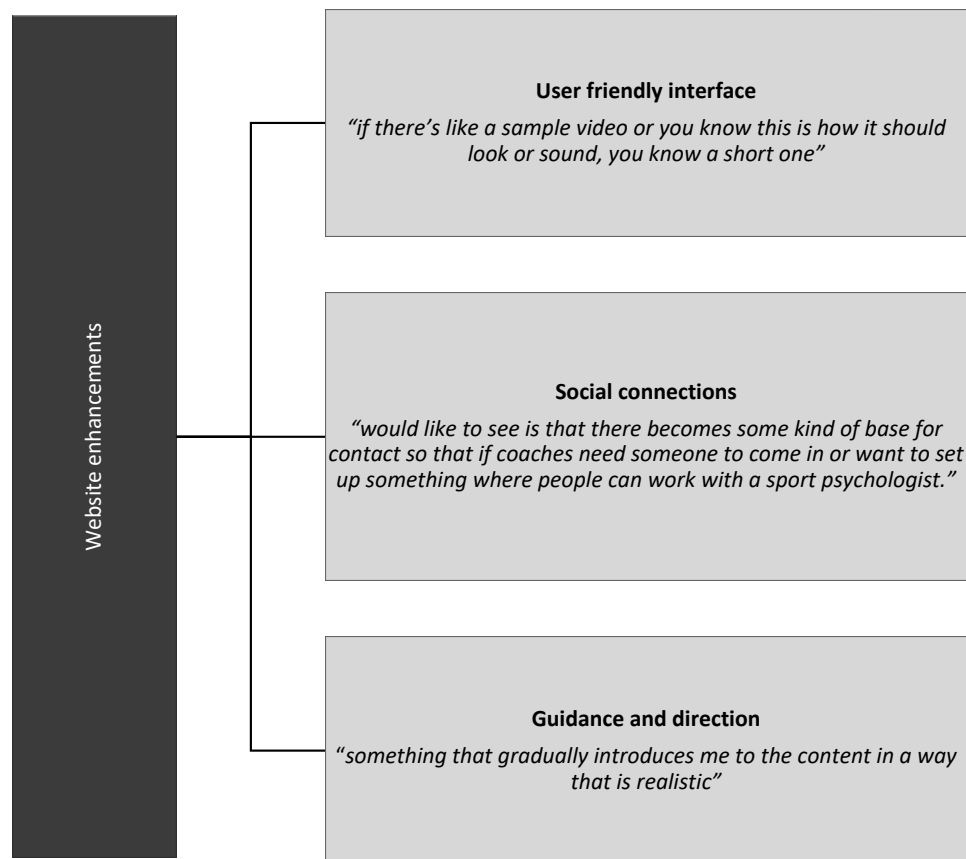 Website enhancements
User friendly interface
“if there’s like a sample video or you know this is how it should
look or sound, you know a short one”
Social connections
“would like to see is that there becomes some kind of base for
contact so that if coaches need someone to come in or want to set
up something where people can work with a sport psychologist.”
Guidance and direction
“something that gradually introduces me to the content in a way
that is realistic”